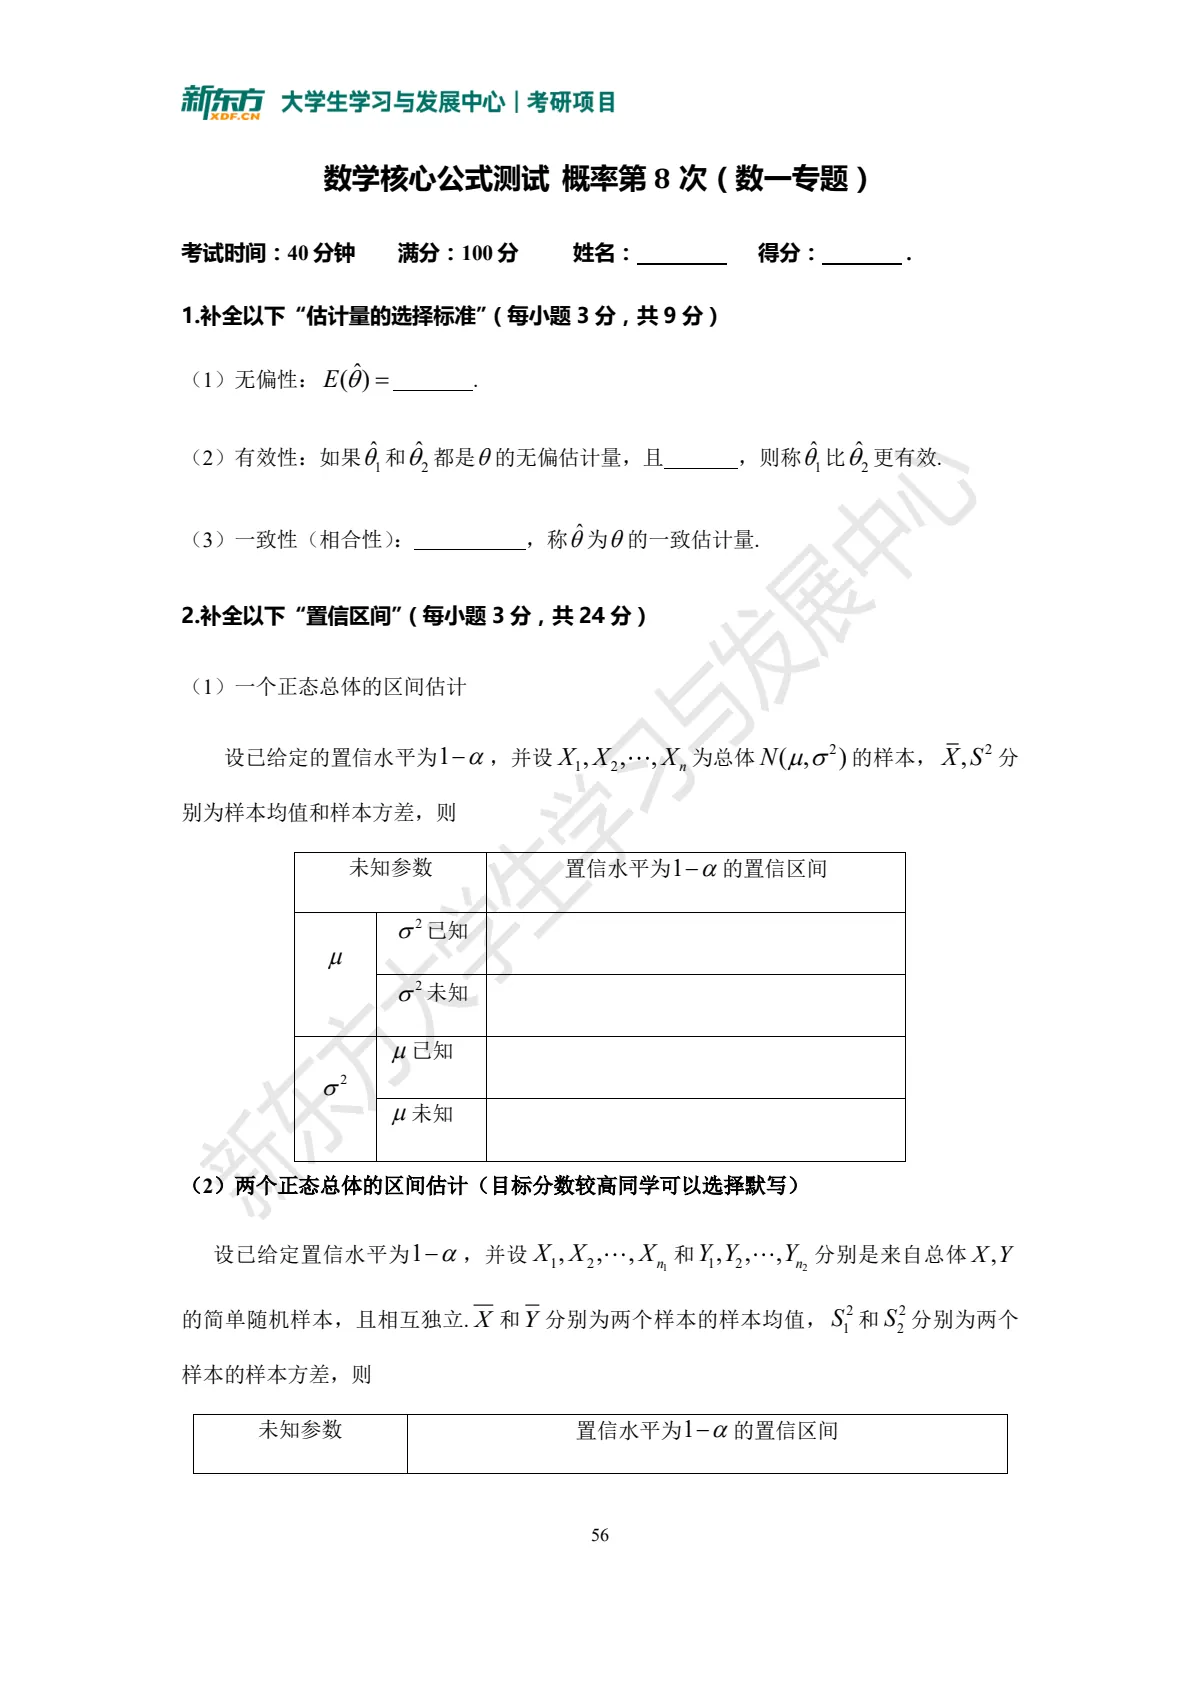 新东方 XDF.CN 大学生学习与发展中心 | 考研项目
数学核心公式测试 概率第 8 次（数一专题）
考试时间：40 分钟 满分：100 分 姓名：________ 得分：_______ .
1.补全以下“估计量的选择标准”（每小题 3 分，共 9 分）
（1）无偏性： E(θ̂) = _______ .
（2）有效性：如果 θ̂₁ 和 θ̂₂ 都是 θ 的无偏估计量，且_______，则称 θ̂₁ 比 θ̂₂ 更有效.
（3）一致性（相合性）：__________，称 θ̂ 为 θ 的一致估计量.
2.补全以下“置信区间”（每小题 3 分，共 24 分）
（1）一个正态总体的区间估计
设已给定的置信水平为 1−α ，并设 X₁, X₂,⋯, Xₙ 为总体 N(μ,σ²) 的样本， X̅,S² 分
别为样本均值和样本方差，则
未知参数 置信水平为 1−α 的置信区间
μ σ² 已知
σ² 未知
σ² μ 已知
μ 未知
（2）两个正态总体的区间估计（目标分数较高同学可以选择默写）
设已给定置信水平为 1−α ，并设 X₁, X₂,⋯, Xₙ₁ 和 Y₁,Y₂,⋯,Yₙ₂ 分别是来自总体 X,Y
的简单随机样本，且相互独立. X̅ 和 Y̅ 分别为两个样本的样本均值， S₁² 和 S₂² 分别为两个
样本的样本方差，则
未知参数 置信水平为 1−α 的置信区间
56
新东方大学生学习与发展中心